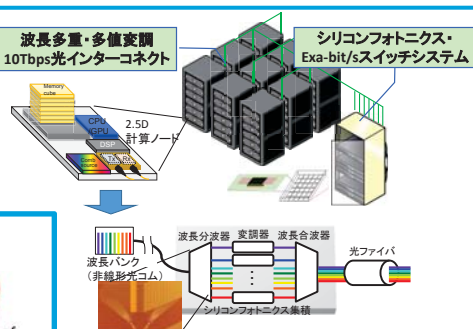 波長多重・多値変調
10Tbps光インターコネクト
シリコンフォトニクス・
Exa-bit/sスイッチシステム
Memory
cube
CPU
/GPU
DSP
Comb
source
Tx
Rx
2.5D
計算ノード
波長バンク
(非線形光コム)
波長分波器
変調器
波長合波器
光ファイバ
シリコンフォトニクス集積